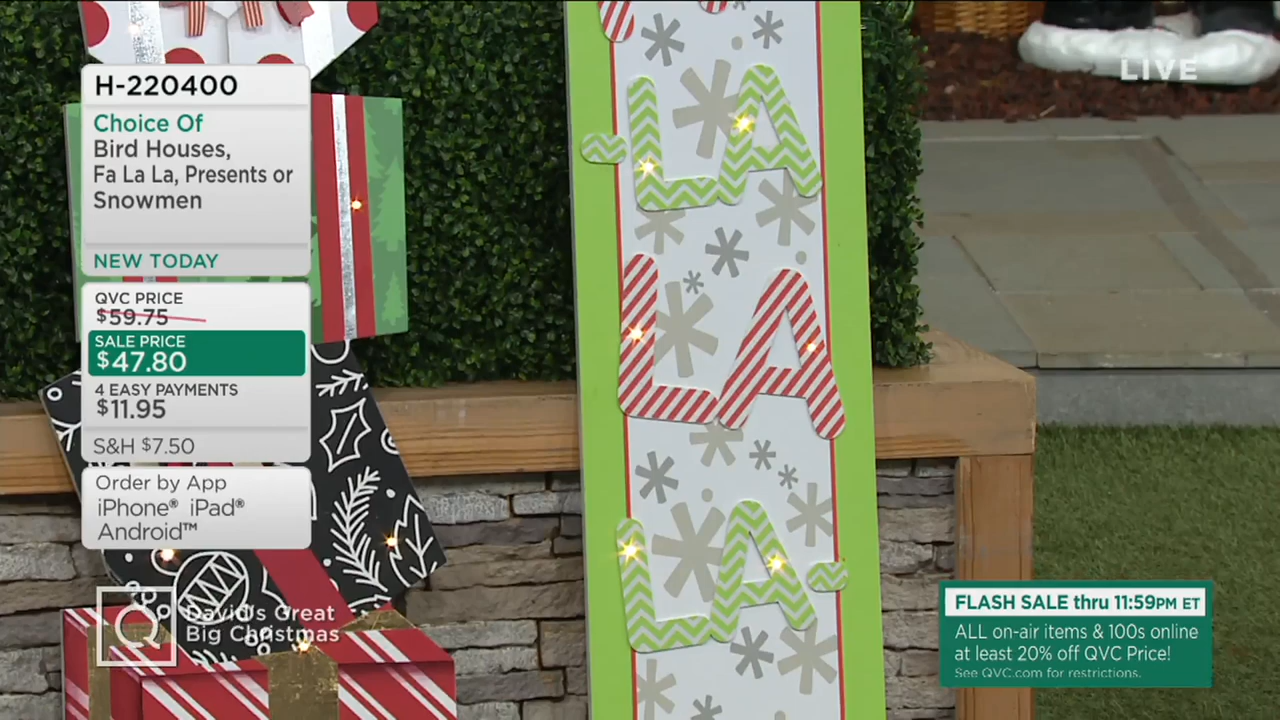 H-220400
Choice Of
Bird Houses,
Fa La La, Presents or
Snowmen
NEW TODAY
QVC PRICE
$59.75
SALE PRICE
$47.80
4 EASY PAYMENTS
$11.95
S&H $7.50
Order by App
iPhone® iPad®
Android™
Q
David's Great
Big Christmas
LA
LA
LA
LIVE
FLASH SALE thru 11:59PM ET
ALL on-air items & 100s online
at least 20% off QVC Price!
See QVC.com for restrictions.